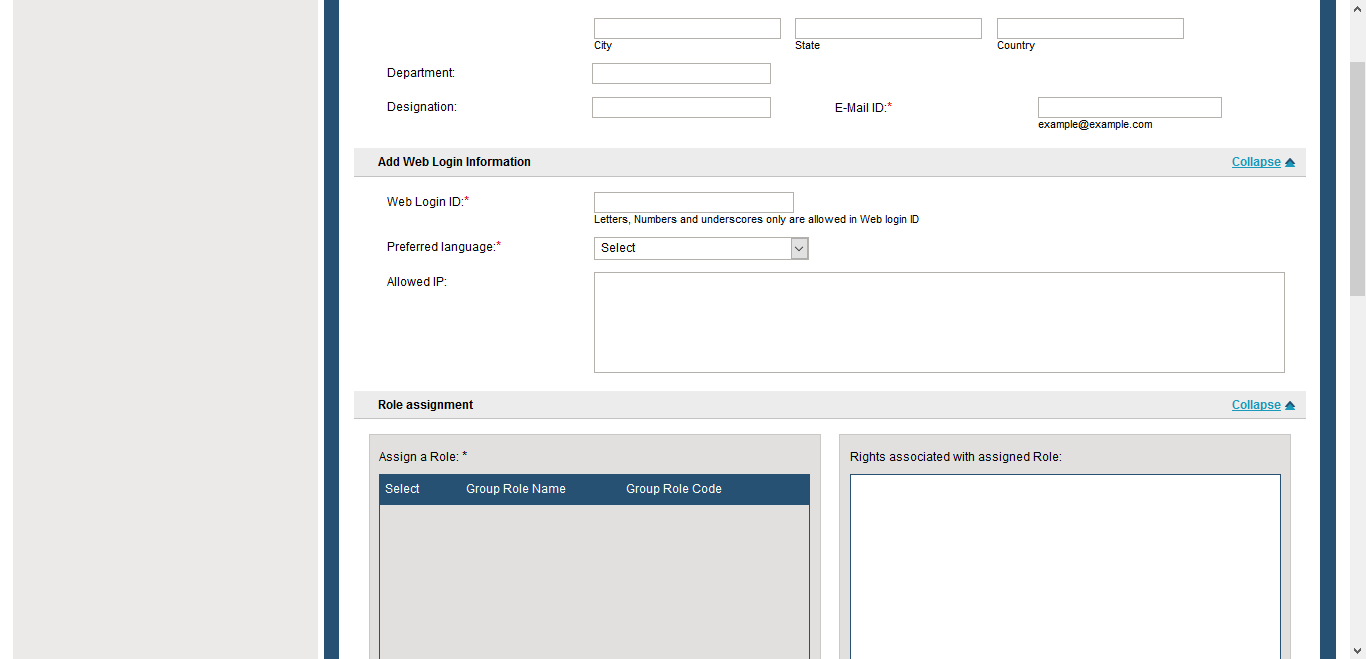 City State Country
Department:
Designation: E-Mail ID:*
example@example.com
Add Web Login Information Collapse
Web Login ID:*
Letters, Numbers and underscores only are allowed in Web login ID
Preferred language:* Select
Allowed IP:
Role assignment Collapse
Assign a Role: * Rights associated with assigned Role:
Select Group Role Name Group Role Code